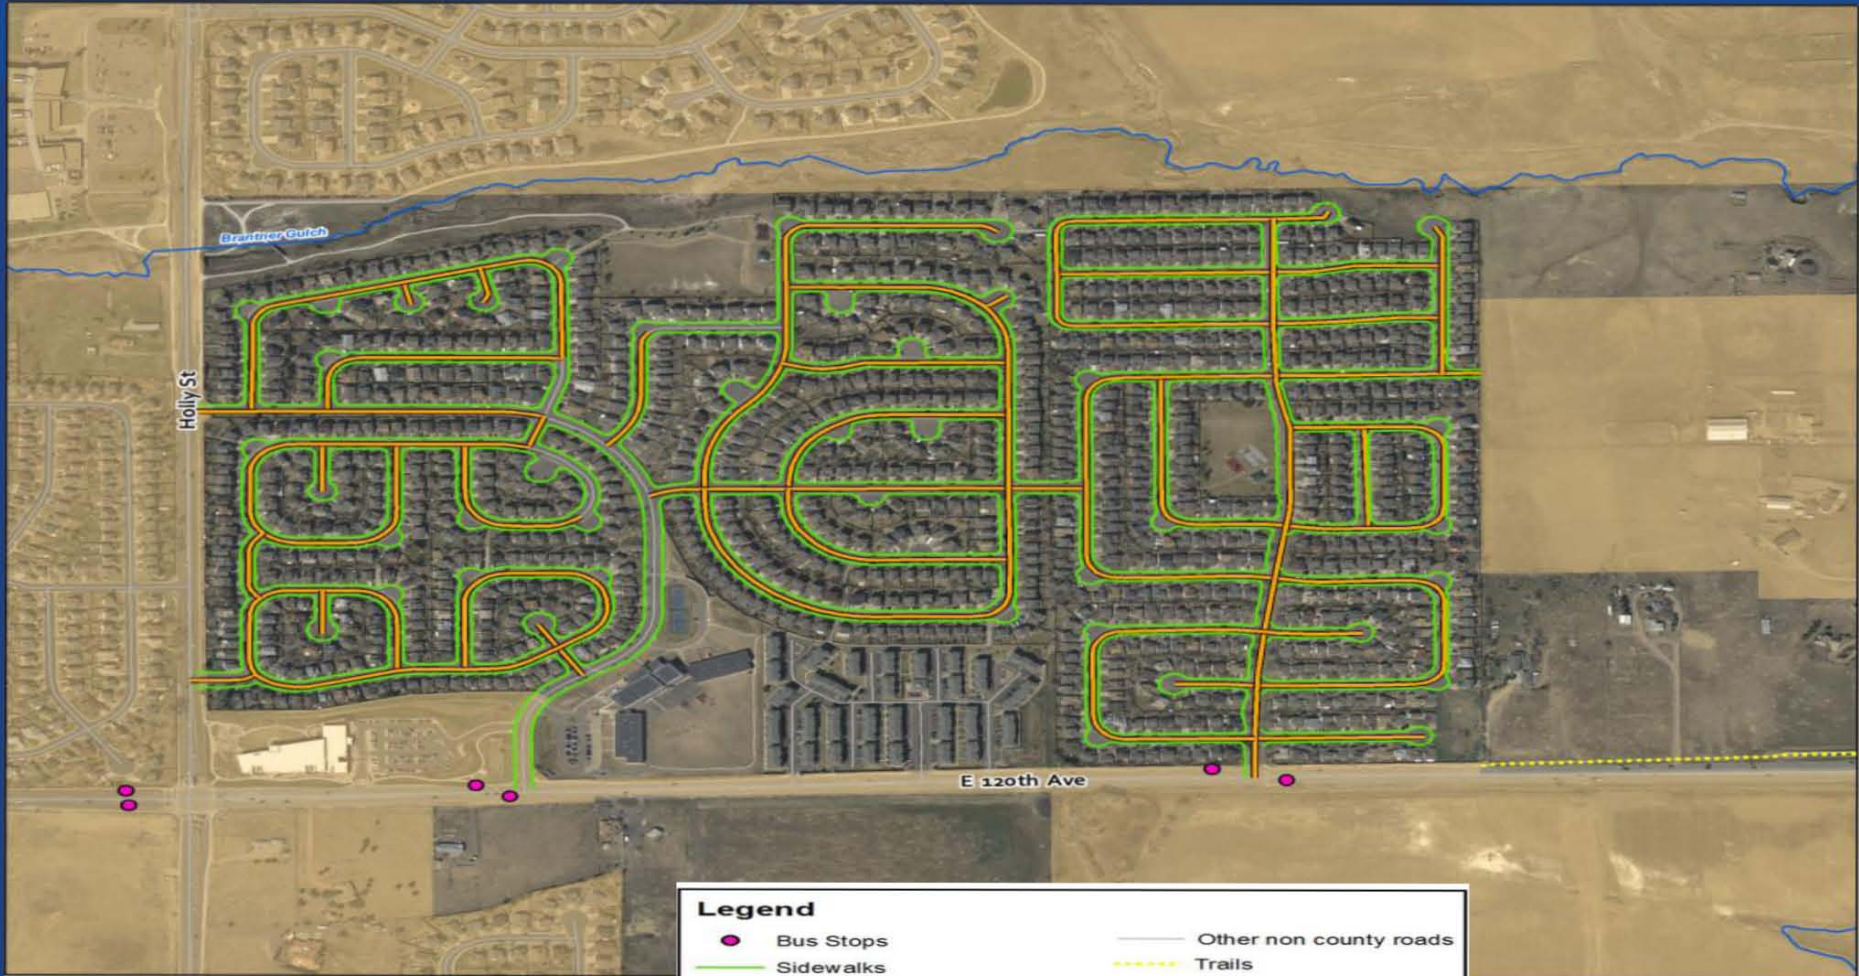 Brantner Gulch
Holly St
E 120th Ave
Legend
Bus Stops
Other non county roads
Sidewalks
Trails